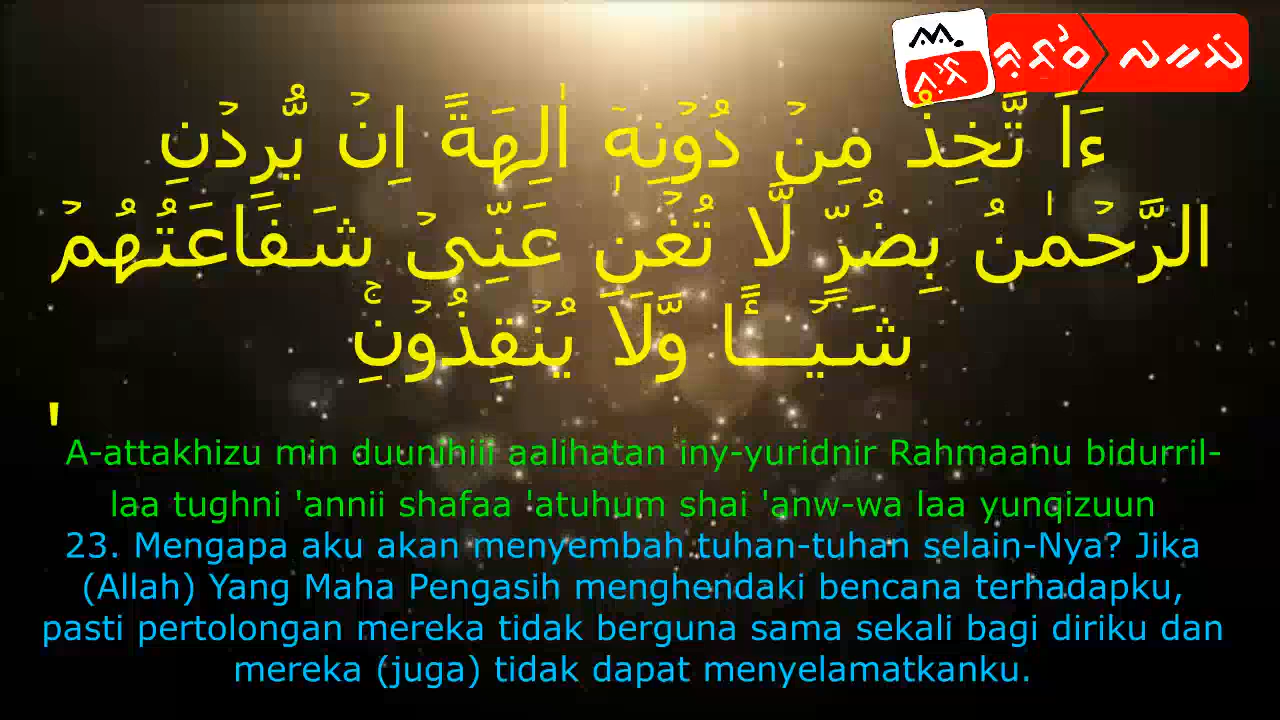 ءَاَ تَّخِذُ مِنۡ دُوۡنِهٖۤ اٰلِهَةً اِنۡ يُّرِدۡنِ
الرَّحۡمٰنُ بِضُرٍّ لَّا تُغۡنِ عَنِّىۡ شَفَاعَتُهُمۡ
شَيۡـــًٔا وَّلَا يُنۡقِذُوۡنِ​ۚ
'
A-attakhizu min duunihiii aalihatan iny-yuridnir Rahmaanu bidurril-
laa tughni 'annii shafaa 'atuhum shai 'anw-wa laa yunqizuun
23. Mengapa aku akan menyembah tuhan-tuhan selain-Nya? Jika
(Allah) Yang Maha Pengasih menghendaki bencana terhadapku,
pasti pertolongan mereka tidak berguna sama sekali bagi diriku dan
mereka (juga) tidak dapat menyelamatkanku.